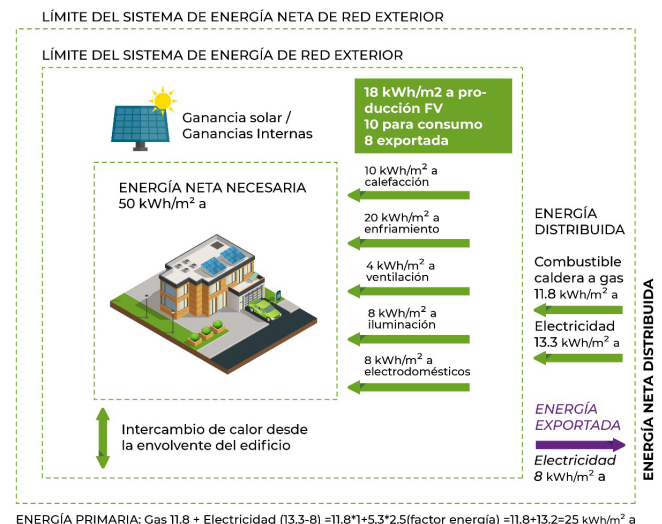 LÍMITE DEL SISTEMA DE ENERGÍA NETA DE RED EXTERIOR
LÍMITE DEL SISTEMA DE ENERGÍA DE RED EXTERIOR
Ganancia solar /
Ganancias Internas
18 kWh/m2 a pro-
ducción FV
10 para consumo
8 exportada
ENERGÍA NETA NECESARIA
50 kWh/m² a
10 kWh/m² a
calefacción
20 kWh/m² a
enfriamiento
4 kWh/m² a
ventilación
8 kWh/m² a
iluminación
8 kWh/m² a
electrodomésticos
Intercambio de calor desde
la envolvente del edificio
ENERGÍA
DISTRIBUIDA
Combustible
caldera a gas
11.8 kWh/m² a
Electricidad
13.3 kWh/m² a
ENERGÍA
EXPORTADA
Electricidad
8 kWh/m² a
ENERGÍA NETA DISTRIBUIDA
ENERGÍA PRIMARIA: Gas 11.8 + Electricidad (13.3-8) =11.8*1+5.3*2.5(factor energía) =11.8+13.2=25 kWh/m² a